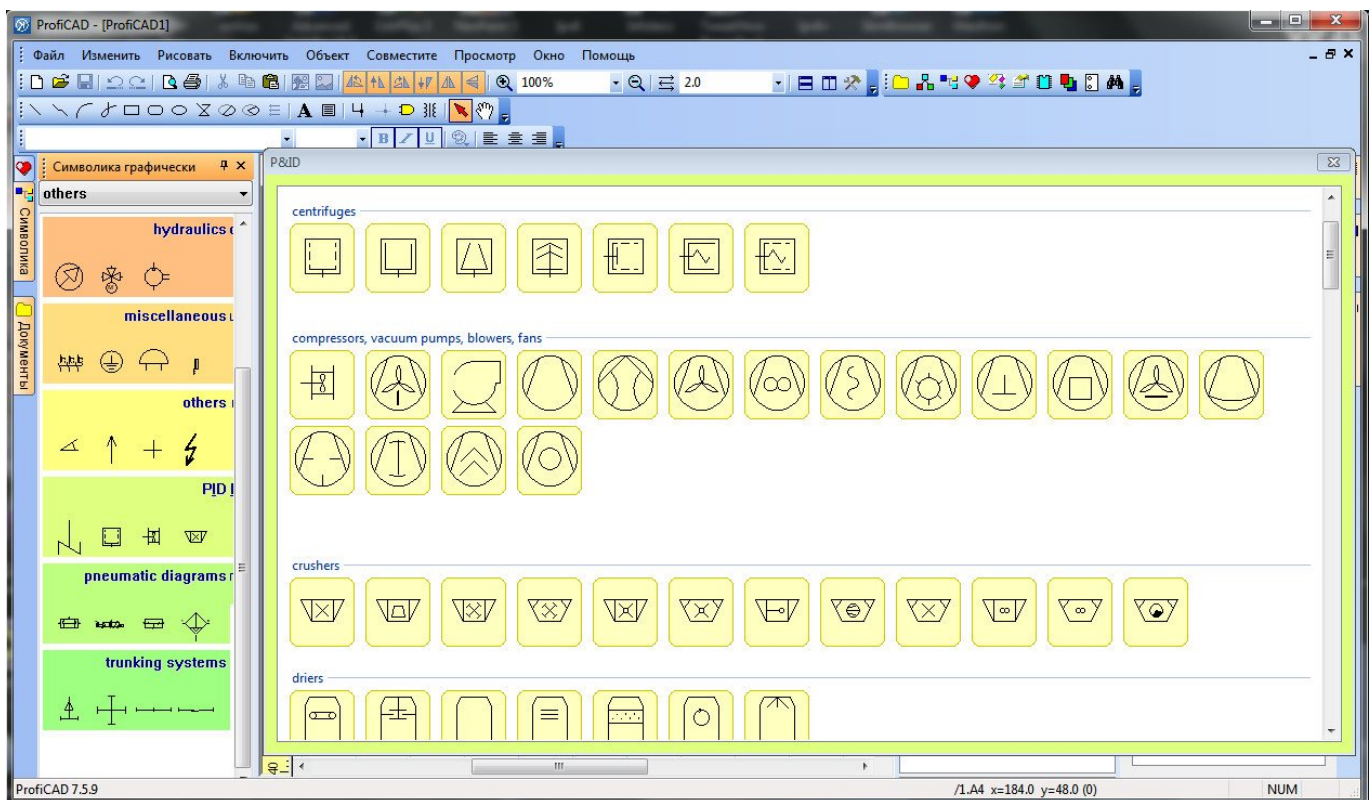 ProfiCAD - [ProfiCAD1]
Файл Изменить Рисовать Включить Объект Совместите Просмотр Окно Помощь
100% 2.0
A
B I U
Символика графически
P&ID
others
Символика
Документы
hydraulics
miscellaneous
others
PID
pneumatic diagrams
trunking systems
centrifuges
compressors, vacuum pumps, blowers, fans
crushers
driers
ProfiCAD 7.5.9
/1.A4 x=184.0 y=48.0 (0)
NUM